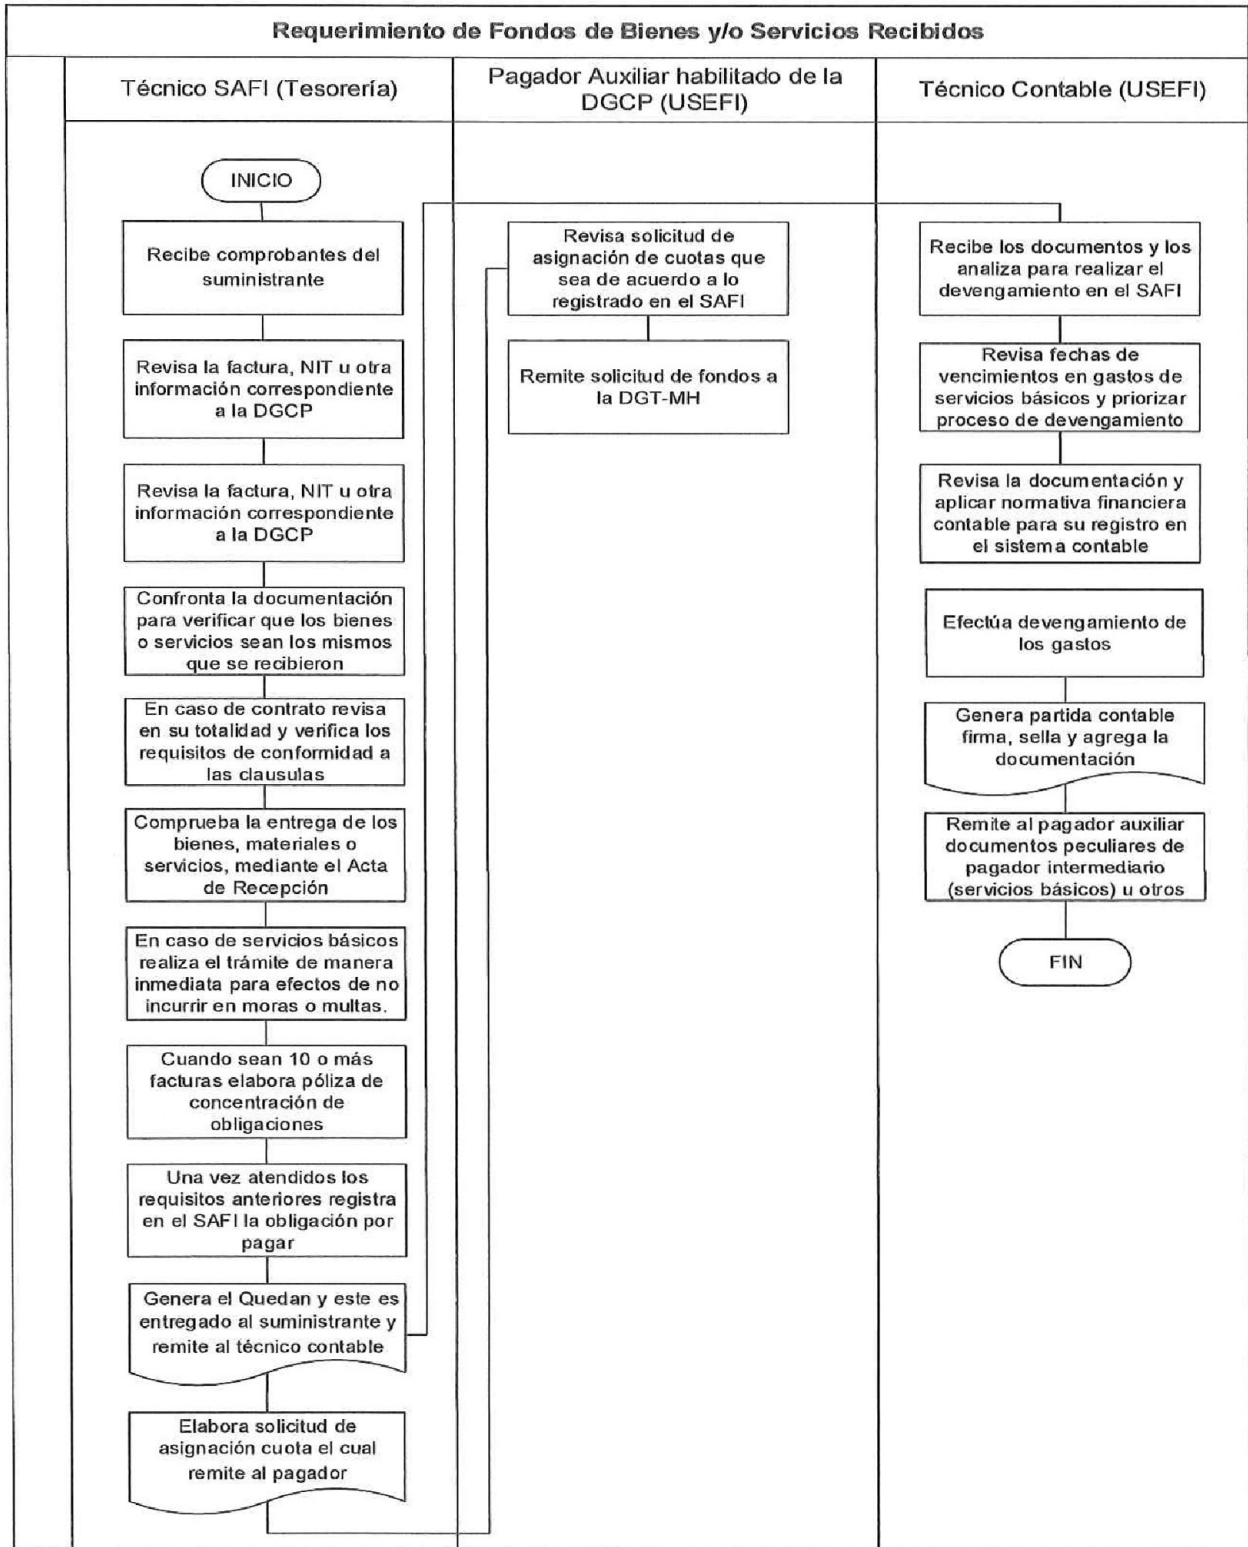 Requerimiento de Fondos de Bienes y/o Servicios Recibidos
Técnico SAFI (Tesorería)
Pagador Auxiliar habilitado de la
DGCP (USEFI)
Técnico Contable (USEFI)
INICIO
Recibe comprobantes del
suministrante
Revisa la factura, NIT u otra
información correspondiente
a la DGCP
Revisa la factura, NIT u otra
información correspondiente
a la DGCP
Confronta la documentación
para verificar que los bienes
o servicios sean los mismos
que se recibieron
En caso de contrato revisa
en su totalidad y verifica los
requisitos de conformidad a
las clausulas
Comprueba la entrega de los
bienes, materiales o
servicios, mediante el Acta
de Recepción
En caso de servicios básicos
realiza el trámite de manera
inmediata para efectos de no
incurrir en moras o multas.
Cuando sean 10 o más
facturas elabora póliza de
concentración de
obligaciones
Una vez atendidos los
requisitos anteriores registra
en el SAFI la obligación por
pagar
Genera el Quedan y este es
entregado al suministrante y
remite al técnico contable
Elabora solicitud de
asignación cuota el cual
remite al pagador
Revisa solicitud de
asignación de cuotas que
sea de acuerdo a lo
registrado en el SAFI
Remite solicitud de fondos a
la DGT-MH
Recibe los documentos y los
analiza para realizar el
devengamiento en el SAFI
Revisa fechas de
vencimientos en gastos de
servicios básicos y priorizar
proceso de devengamiento
Revisa la documentación y
aplicar normativa financiera
contable para su registro en
el sistema contable
Efectúa devengamiento de
los gastos
Genera partida contable
firma, sella y agrega la
documentación
Remite al pagador auxiliar
documentos peculiares de
pagador intermediario
(servicios básicos) u otros
FIN